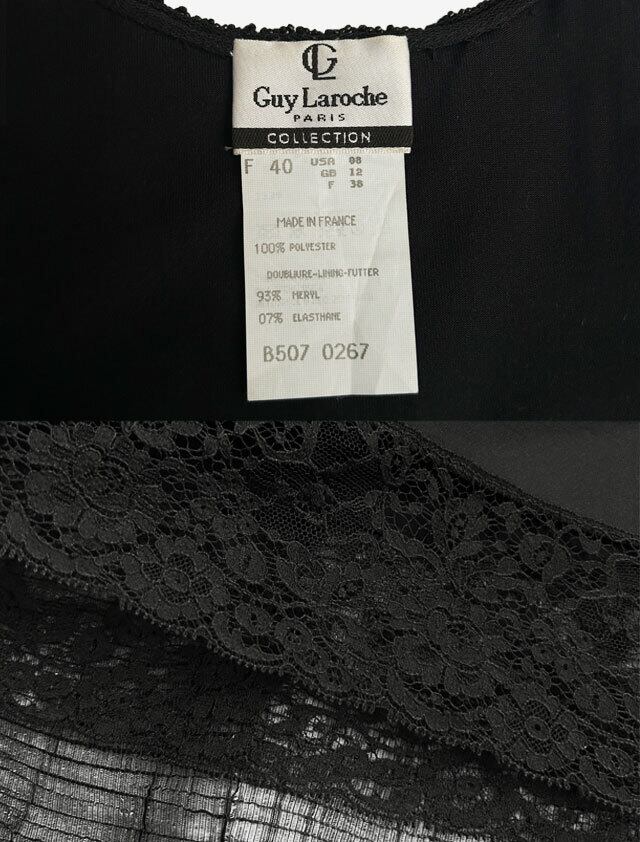 GL
Guy Laroche
PARIS
COLLECTION
F 40 USA 08
GB 12
F 38
MADE IN FRANCE
100% POLYESTER
DOUBLIURE-LINING-FUTTER
93% MERYL
07% ELASTHANE
B507 0267